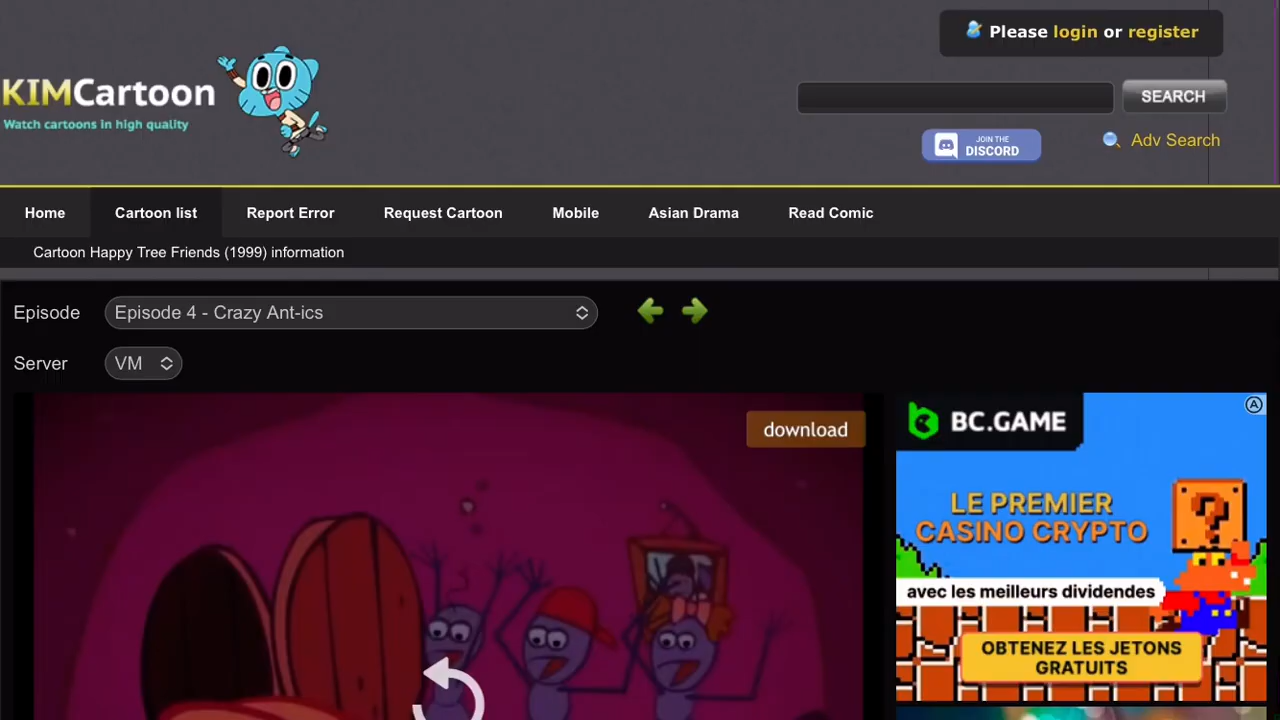 Please login or register
KIMCartoon
Watch cartoons in high quality
SEARCH
JOIN THE
DISCORD
Adv Search
Home Cartoon list Report Error Request Cartoon Mobile Asian Drama Read Comic
Cartoon Happy Tree Friends (1999) information
Episode Episode 4 - Crazy Ant-ics
Server VM
download
BC.GAME
LE PREMIER
CASINO CRYPTO
avec les meilleurs dividendes
OBTENEZ LES JETONS
GRATUITS